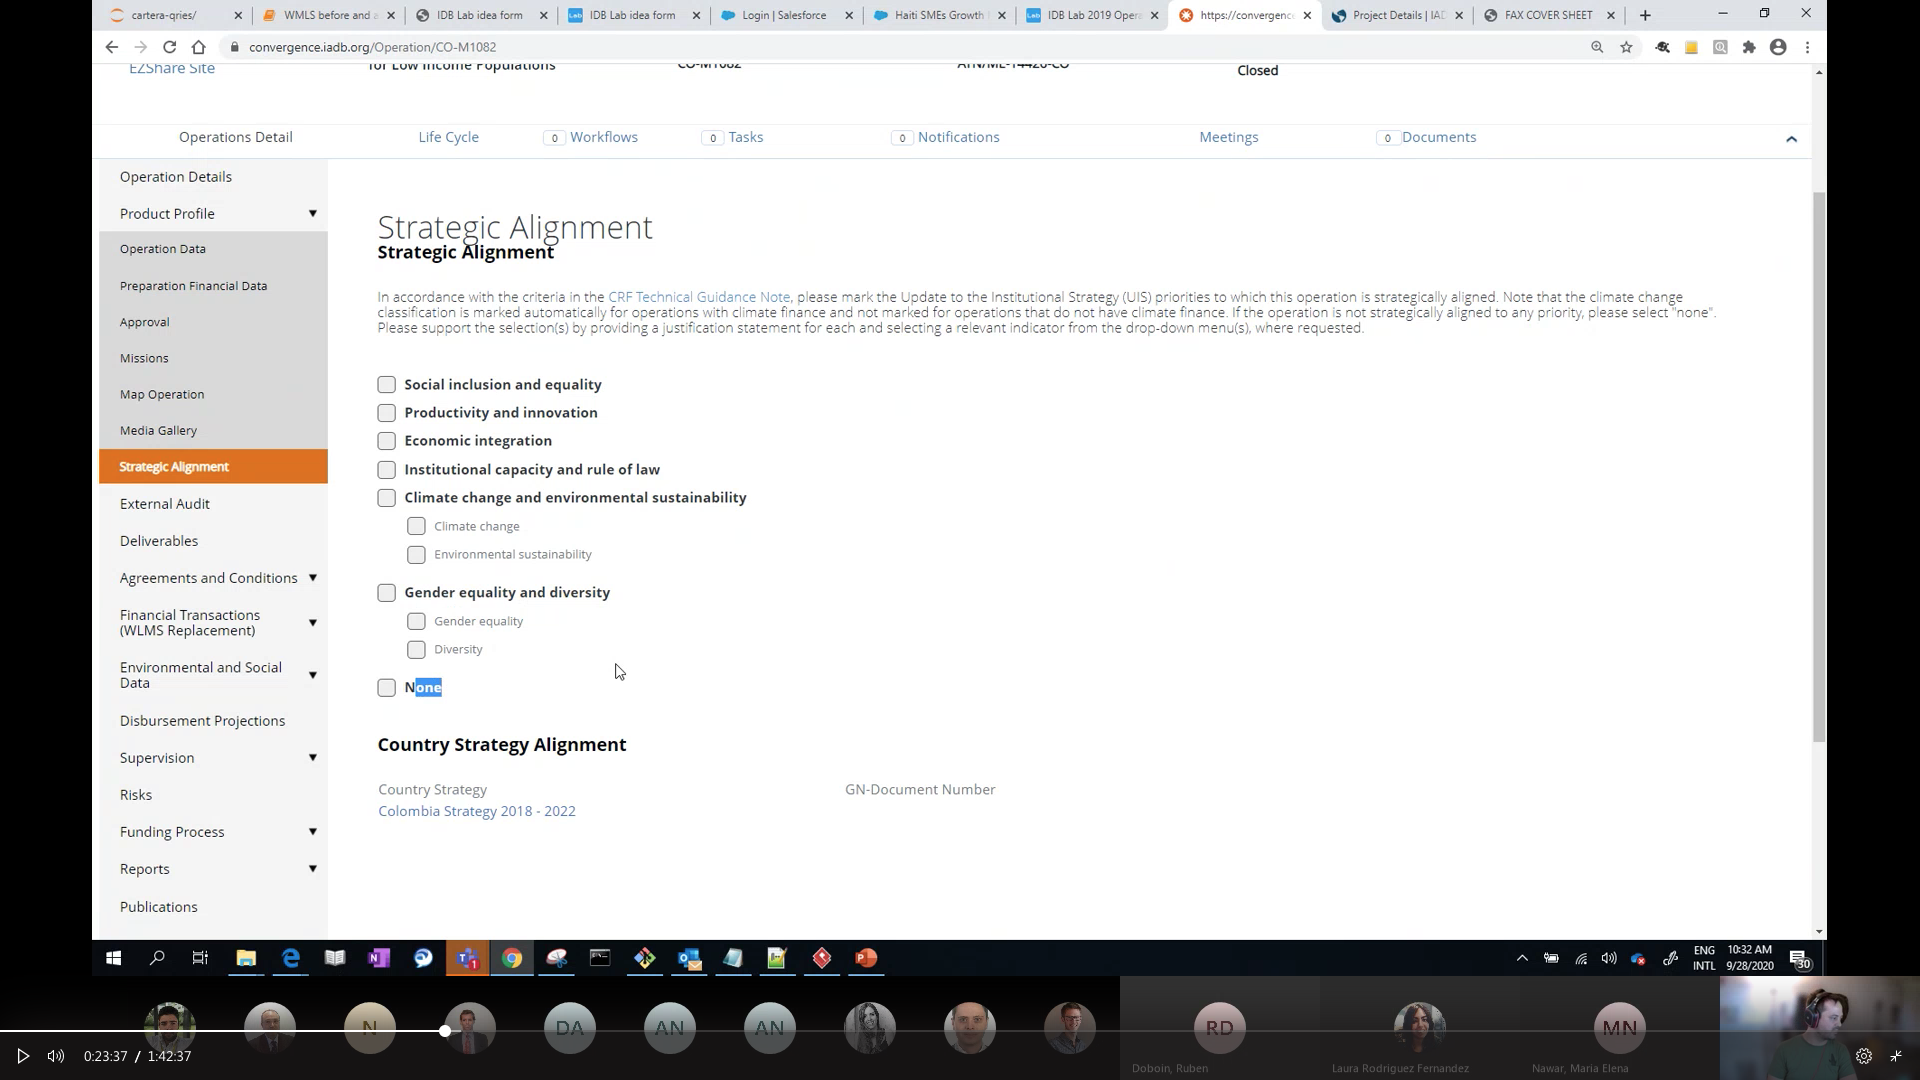 cartera-qries/
WMLS before and a
IDB Lab idea form
IDB Lab idea form
Login | Salesforce
Haiti SMEs Growth
IDB Lab 2019 Opera
https://convergence
Project Details | IAD
FAX COVER SHEET
convergence.iadb.org/Operation/CO-M1082
EZShare Site
for Low Income Populations
CO-M1082
ATN/ME-14426-CO
Closed
Operations Detail
Life Cycle
0 Workflows
0 Tasks
0 Notifications
Meetings
0 Documents
Operation Details
Product Profile
Operation Data
Preparation Financial Data
Approval
Missions
Map Operation
Media Gallery
Strategic Alignment
External Audit
Deliverables
Agreements and Conditions
Financial Transactions
(WLMS Replacement)
Environmental and Social
Data
Disbursement Projections
Supervision
Risks
Funding Process
Reports
Publications
Strategic Alignment
Strategic Alignment
In accordance with the criteria in the CRF Technical Guidance Note, please mark the Update to the Institutional Strategy (UIS) priorities to which this operation is strategically aligned. Note that the climate change
classification is marked automatically for operations with climate finance and not marked for operations that do not have climate finance. If the operation is not strategically aligned to any priority, please select "none".
Please support the selection(s) by providing a justification statement for each and selecting a relevant indicator from the drop-down menu(s), where requested.
Social inclusion and equality
Productivity and innovation
Economic integration
Institutional capacity and rule of law
Climate change and environmental sustainability
Climate change
Environmental sustainability
Gender equality and diversity
Gender equality
Diversity
None
Country Strategy Alignment
Country Strategy
GN-Document Number
Colombia Strategy 2018 - 2022
ENG
INTL
10:32 AM
9/28/2020
30
N
DA
AN
AN
RD
MN
Doboin, Ruben
Laura Rodriguez Fernandez
Nawar, Maria Elena
0:23:37 / 1:42:37